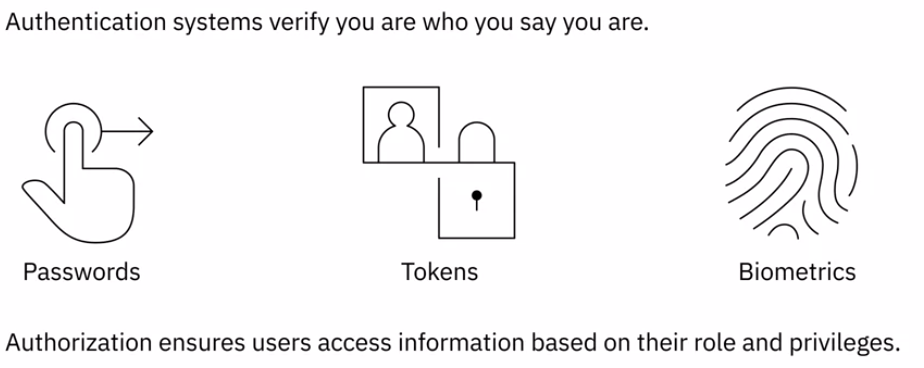 Authentication systems verify you are who you say you are.
Passwords
Tokens
Biometrics
Authorization ensures users access information based on their role and privileges.